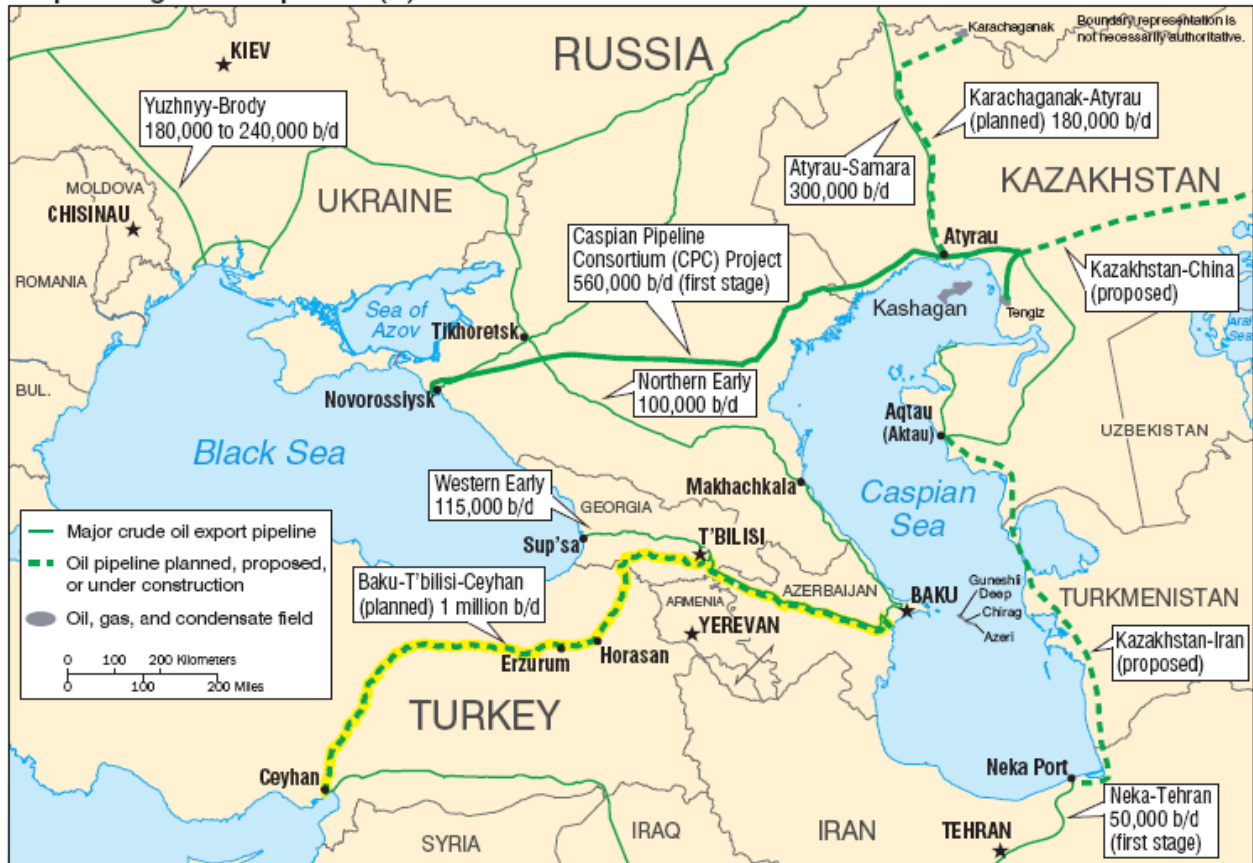 Boundary representation is
not necessarily authoritative.
Karachaganak
KIEV
RUSSIA
Yuzhnyy-Brody
180,000 to 240,000 b/d
Karachaganak-Atyrau
(planned) 180,000 b/d
Atyrau-Samara
300,000 b/d
KAZAKHSTAN
MOLDOVA
CHISINAU
UKRAINE
Caspian Pipeline
Consortium (CPC) Project
560,000 b/d (first stage)
Atyrau
Kazakhstan-China
(proposed)
ROMANIA
Sea of
Azov
Kashagan
Tengiz
Aral
Sea
Tikhoretsk
Northern Early
100,000 b/d
BUL.
Novorossiysk
Aqtau
(Aktau)
UZBEKISTAN
Black Sea
Western Early
115,000 b/d
Makhachkala
Caspian
Sea
GEORGIA
Major crude oil export pipeline
Oil pipeline planned, proposed,
or under construction
Oil, gas, and condensate field
0 100 200 Kilometers
0 100 200 Miles
Sup'sa
T'BILISI
Baku-T'bilisi-Ceyhan
(planned) 1 million b/d
AZERBAIJAN
ARMENIA
YEREVAN
BAKU
Guneshli
Deep
Chirag
Azeri
TURKMENISTAN
Kazakhstan-Iran
(proposed)
Erzurum
Horasan
TURKEY
Ceyhan
Neka Port
Neka-Tehran
50,000 b/d
(first stage)
SYRIA
IRAQ
IRAN
TEHRAN